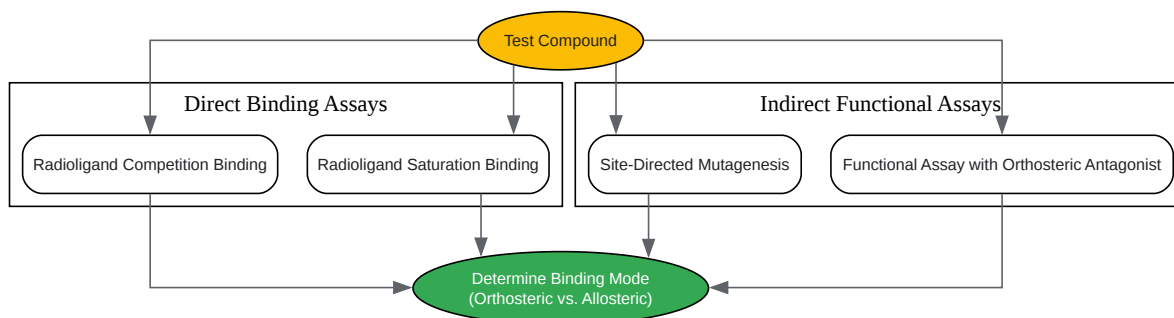 Test Compound
Direct Binding Assays
Indirect Functional Assays
Radioligand Competition Binding
Radioligand Saturation Binding
Site-Directed Mutagenesis
Functional Assay with Orthosteric Antagonist
Determine Binding Mode
(Orthosteric vs. Allosteric)